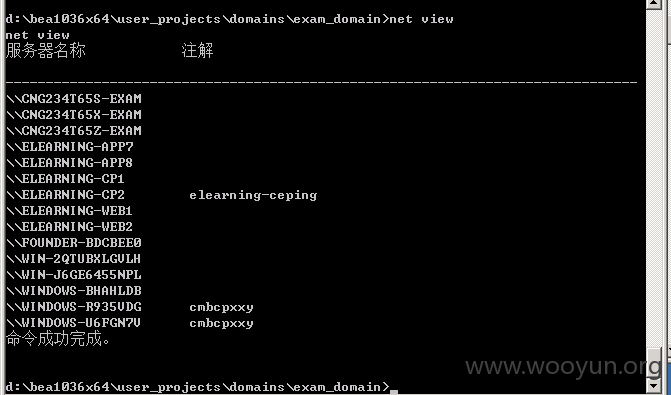 d:\bea1036x64\user_projects\domains\exam_domain>net view
net view
服务器名称 注解
-------------------------------------------------------------------------------
\\CNG234T65S-EXAM
\\CNG234T65X-EXAM
\\CNG234T65Z-EXAM
\\ELEARNING-APP7
\\ELEARNING-APP8
\\ELEARNING-CP1
\\ELEARNING-CP2 elearning-ceping
\\ELEARNING-WEB1
\\ELEARNING-WEB2
\\FOUNDER-BDCBEE0
\\WIN-2QTUBXLGVLH
\\WIN-J6GE6455NPL
\\WINDOWS-BHAHLDB
\\WINDOWS-R935VDG cmbcpxxy
\\WINDOWS-U6FGN7V cmbcpxxy
命令成功完成。
www.wooyun.org
d:\bea1036x64\user_projects\domains\exam_domain>